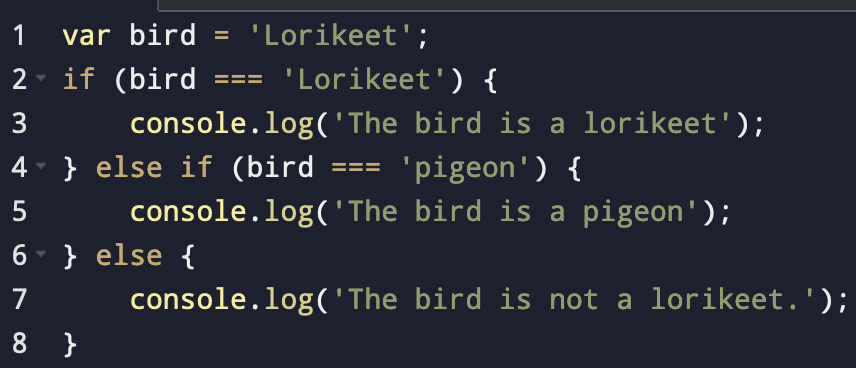 1 var bird = 'Lorikeet';
2 if (bird === 'Lorikeet') {
3 console.log('The bird is a lorikeet');
4 } else if (bird === 'pigeon') {
5 console.log('The bird is a pigeon');
6 } else {
7 console.log('The bird is not a lorikeet.');
8 }